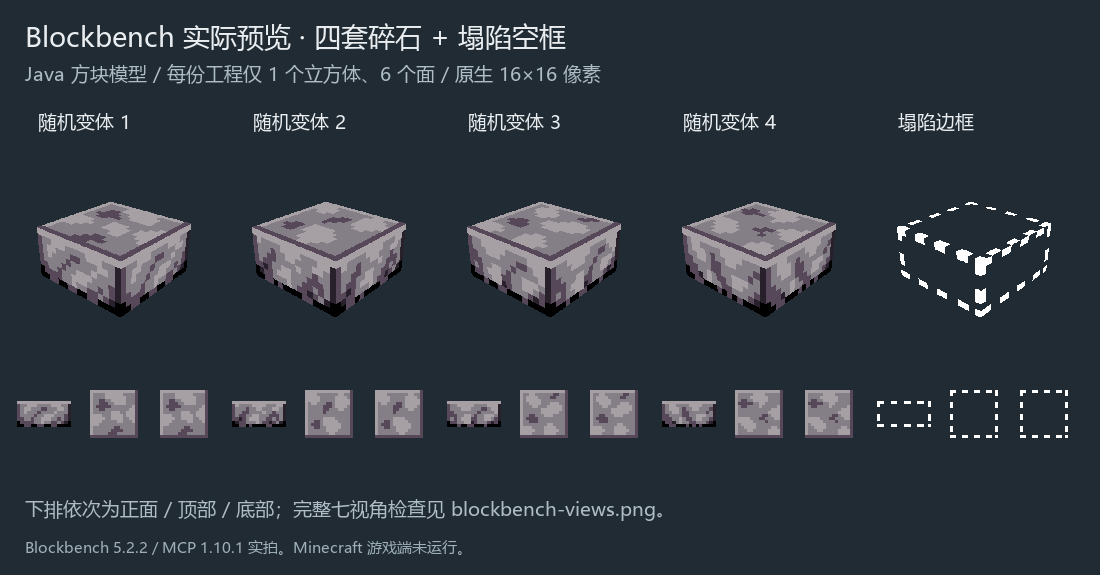 Blockbench 实际预览 · 四套碎石 + 塌陷空框
Java 方块模型 / 每份工程仅 1 个立方体、6 个面 / 原生 16×16 像素
随机变体 1
随机变体 2
随机变体 3
随机变体 4
塌陷边框
下排依次为正面 / 顶部 / 底部；完整七视角检查见 blockbench-views.png。
Blockbench 5.2.2 / MCP 1.10.1 实拍。Minecraft 游戏端未运行。